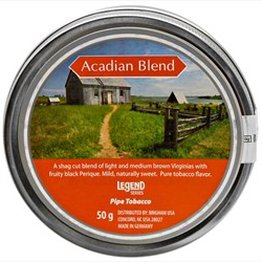 Acadian Blend
A shag cut blend of light and medium brown Virginias with
fruity black Perique. Mild, naturally sweet. Pure tobacco flavor.
LEGEND
SERIES
Pipe Tobacco
50 g
DISTRIBUTED BY: BINGHAM USA
CONCORD, NC USA 28027
MADE IN GERMANY